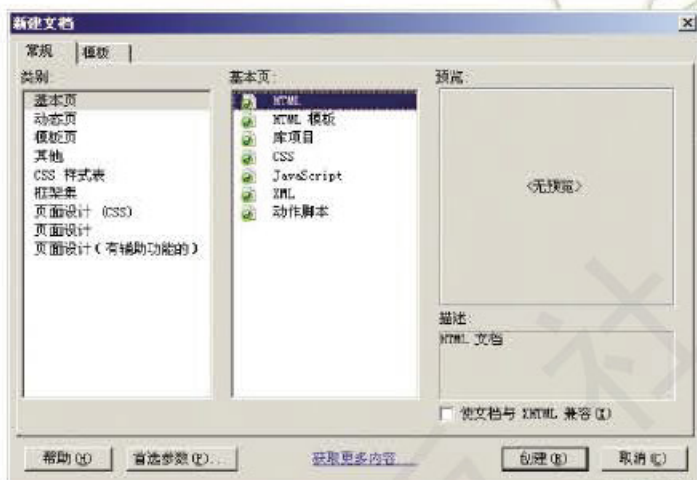 新建文档
常规 模板
类别:
基本页
动态页
模板页
其他
CSS 样式表
框架集
页面设计 (CSS)
页面设计
页面设计(有辅助功能的)
基本页:
HTML
HTML 模板
库项目
CSS
JavaScript
XML
动作脚本
预览:
<无预览>
描述:
HTML 文档
使文档与 XHTML 兼容(X)
帮助(H) 首选参数(P)... 获取更多内容... 创建(R) 取消(C)
社